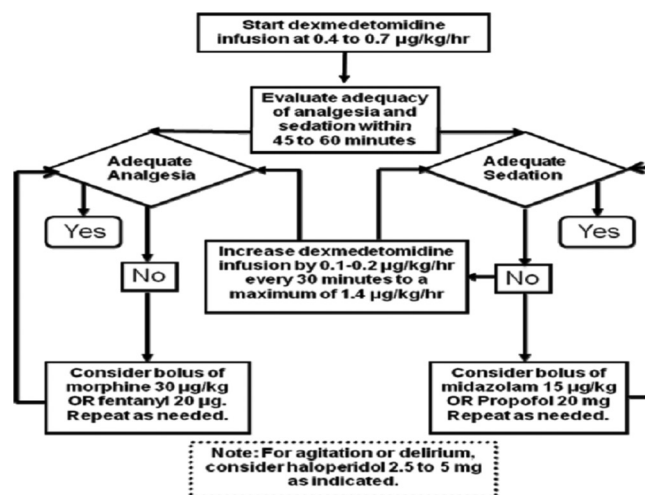 Start dexmedetomidine
infusion at 0.4 to 0.7 µg/kg/hr
Evaluate adequacy
of analgesia and
sedation within
45 to 60 minutes
Adequate
Analgesia
Adequate
Sedation
Yes
Yes
No
Increase dexmedetomidine
infusion by 0.1-0.2 µg/kg/hr
every 30 minutes to a
maximum of 1.4 µg/kg/hr
No
Consider bolus of
morphine 30 µg/kg
OR fentanyl 20 µg.
Repeat as needed.
Consider bolus of
midazolam 15 µg/kg
OR Propofol 20 mg
Repeat as needed.
Note: For agitation or delirium,
consider haloperidol 2.5 to 5 mg
as indicated.